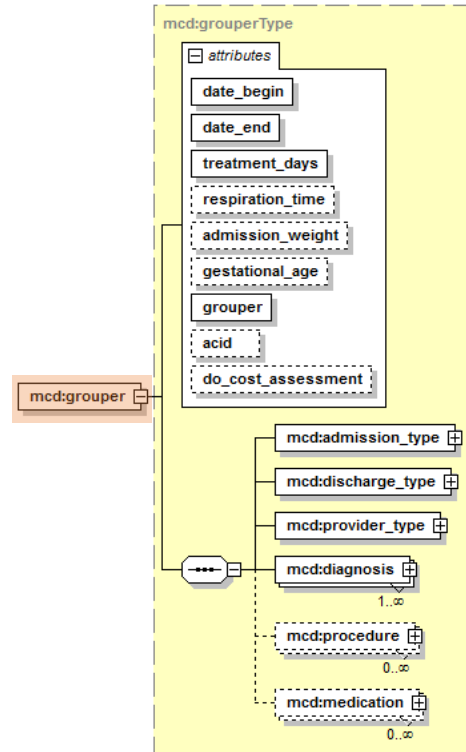 mcd:grouperType
attributes
date_begin
date_end
treatment_days
respiration_time
admission_weight
gestational_age
grouper
acid
do_cost_assessment
mcd:grouper
mcd:admission_type
mcd:discharge_type
mcd:provider_type
mcd:diagnosis
1..∞
mcd:procedure
0..∞
mcd:medication
0..∞